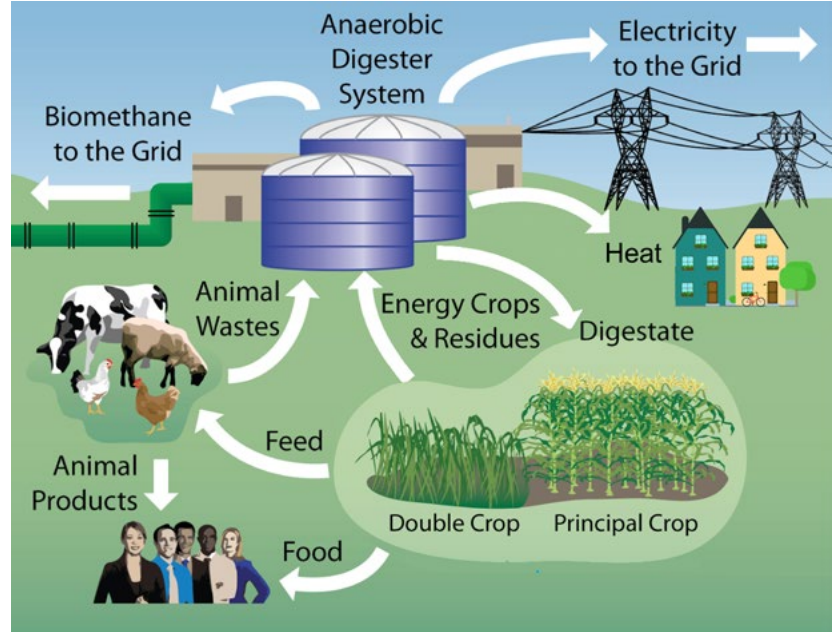 Anaerobic
Digester
System
Electricity
to the Grid
Biomethane
to the Grid
Heat
Animal
Wastes
Energy Crops
& Residues
Digestate
Feed
Animal
Products
Double Crop
Principal Crop
Food